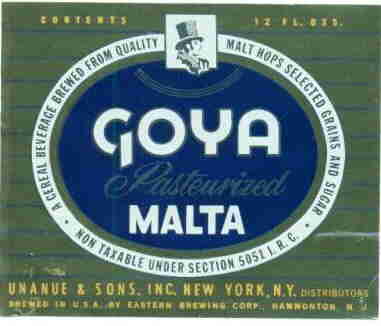 CONTENTS 12 FL. OZS.
A CEREAL BEVERAGE BREWED FROM QUALITY MALT HOPS SELECTED GRAINS AND SUGAR
GOYA
Pasteurized
MALTA
NON TAXABLE UNDER SECTION 5051 I.R.C.
UNANUE & SONS, INC. NEW YORK, N.Y. DISTRIBUTORS
BREWED IN U.S.A. BY EASTERN BREWING CORP., HAMMONTON, N.